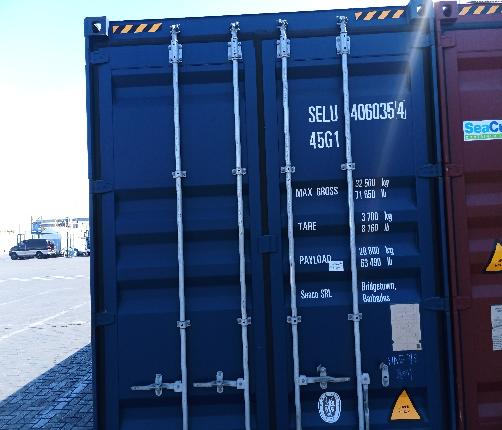 SELU 406035 4
45G1
MAX GROSS 32 500 kg
71 650 lb
TARE 3 700 kg
8 160 lb
PAYLOAD 28 800 kg
63 490 lb
Seaco SRL Bridgetown,
Barbados
SeaCu